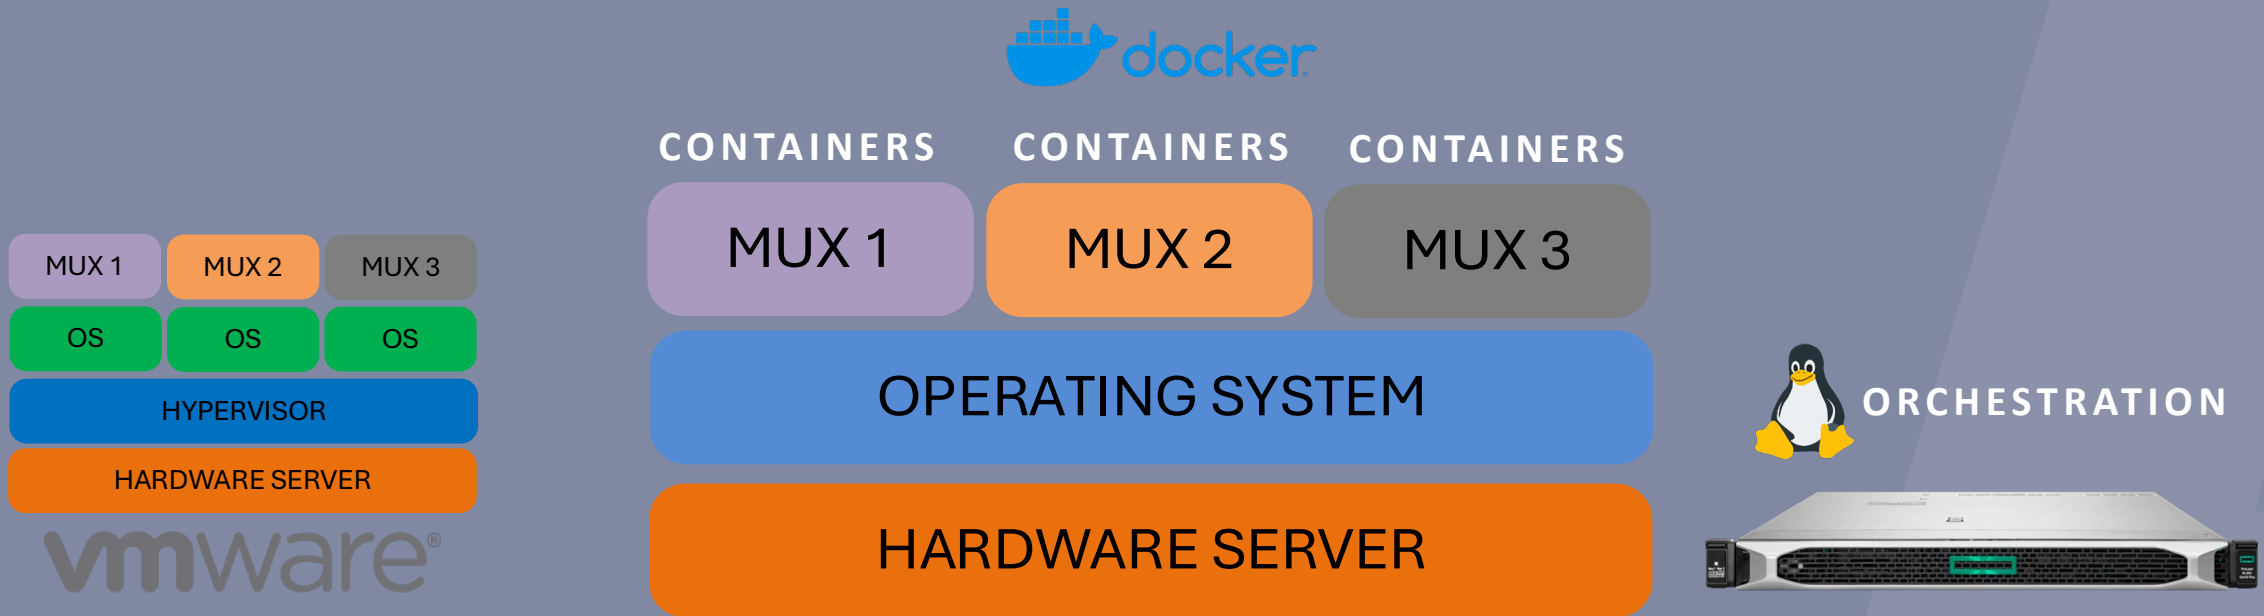 docker
CONTAINERS CONTAINERS CONTAINERS
MUX 1 MUX 2 MUX 3
OPERATING SYSTEM
HARDWARE SERVER
MUX 1 MUX 2 MUX 3
OS OS OS
HYPERVISOR
HARDWARE SERVER
vmware®
ORCHESTRATION